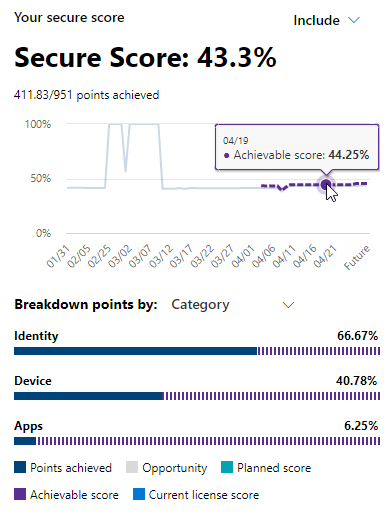 Your secure score
Include
Secure Score: 43.3%
411.83/951 points achieved
100%
04/19
Achievable score: 44.25%
50%
0%
01/31 02/05 02/25 03/02 03/07 03/12 03/17 03/22 03/27 04/01 04/06 04/11 04/16 04/21 Future
Breakdown points by: Category
Identity 66.67%
Device 40.78%
Apps 6.25%
Points achieved Opportunity Planned score
Achievable score Current license score